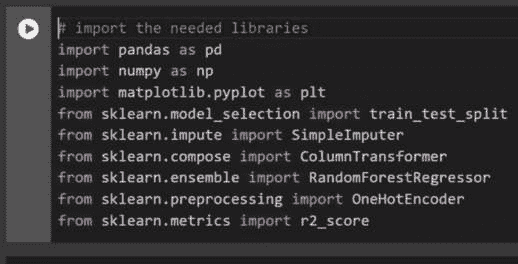 # import the needed libraries
import pandas as pd
import numpy as np
import matplotlib.pyplot as plt
from sklearn.model_selection import train_test_split
from sklearn.impute import SimpleImputer
from sklearn.compose import ColumnTransformer
from sklearn.ensemble import RandomForestRegressor
from sklearn.preprocessing import OneHotEncoder
from sklearn.metrics import r2_score